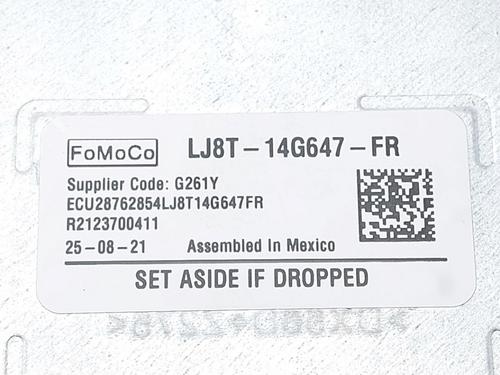 FoMoCo LJ8T-14G647-FR
Supplier Code: G261Y
ECU28762854LJ8T14G647FR
R2123700411
25-08-21 Assembled In Mexico
SET ASIDE IF DROPPED